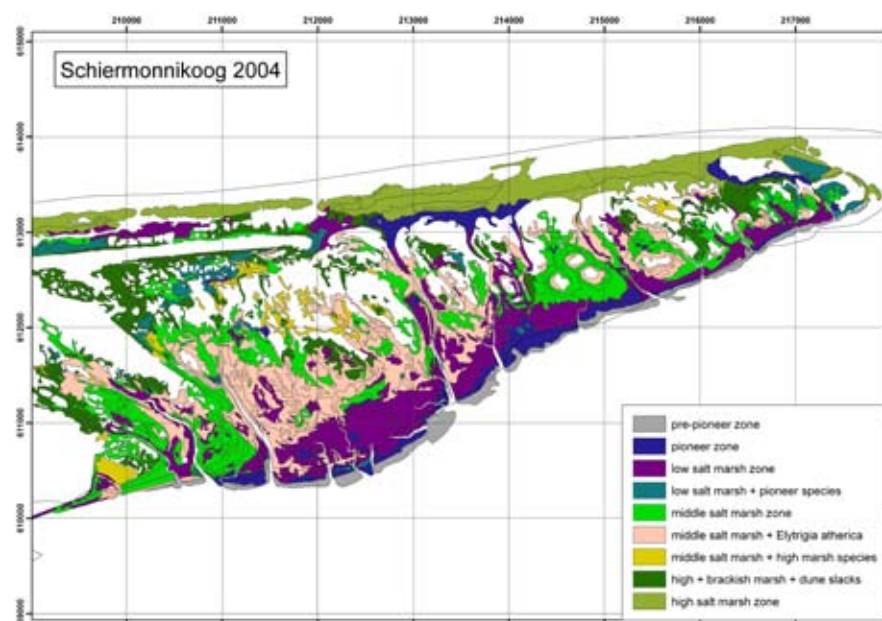 210000 211000 212000 213000 214000 215000 216000 217000
Schiermonnikoog 2004
615000
614000
613000
612000
611000
610000
pre-pioneer zone
pioneer zone
low salt marsh zone
low salt marsh + pioneer species
middle salt marsh zone
middle salt marsh + Elytrigia atherica
middle salt marsh + high marsh species
high + brackish marsh + dune slacks
high salt marsh zone